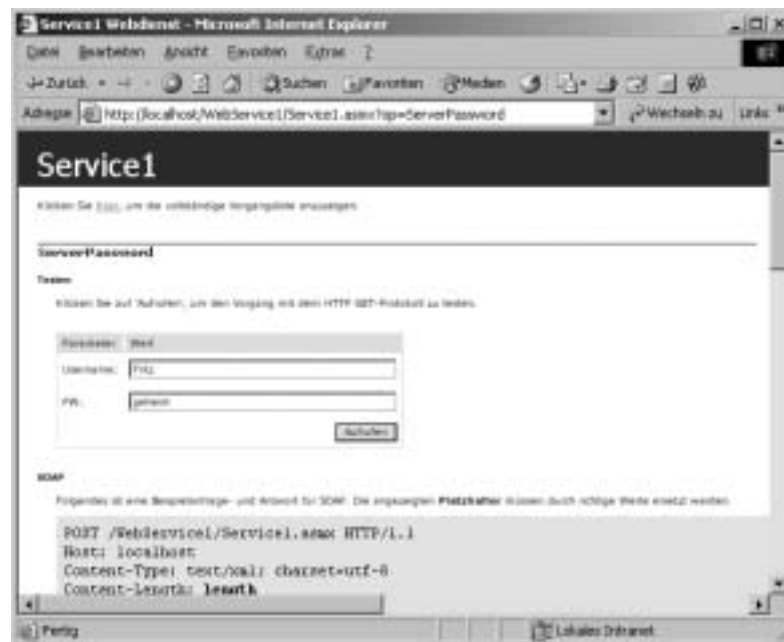 Service1 Webdienst - Microsoft Internet Explorer
Datei Bearbeiten Ansicht Favoriten Extras ?
Zurück Suchen Favoriten Medien
Adresse http://localhost/WebService1/Service1.asmx?op=ServerPassword Wechseln zu Links »
Service1
Klicken Sie hier, um die vollständige Vorgangsliste anzuzeigen.
ServerPassword
Testen
Klicken Sie auf 'Aufrufen', um den Vorgang mit dem HTTP GET-Protokoll zu testen.
Parameter Wert
Username: Fritz
PW: geheim
Aufrufen
SOAP
Folgendes ist eine Beispielanfrage- und Antwort für SOAP. Die angezeigten Platzhalter müssen durch richtige Werte ersetzt werden.
POST /WebService1/Service1.asmx HTTP/1.1
Host: localhost
Content-Type: text/xml; charset=utf-8
Content-Length: length
Fertig Lokales Intranet